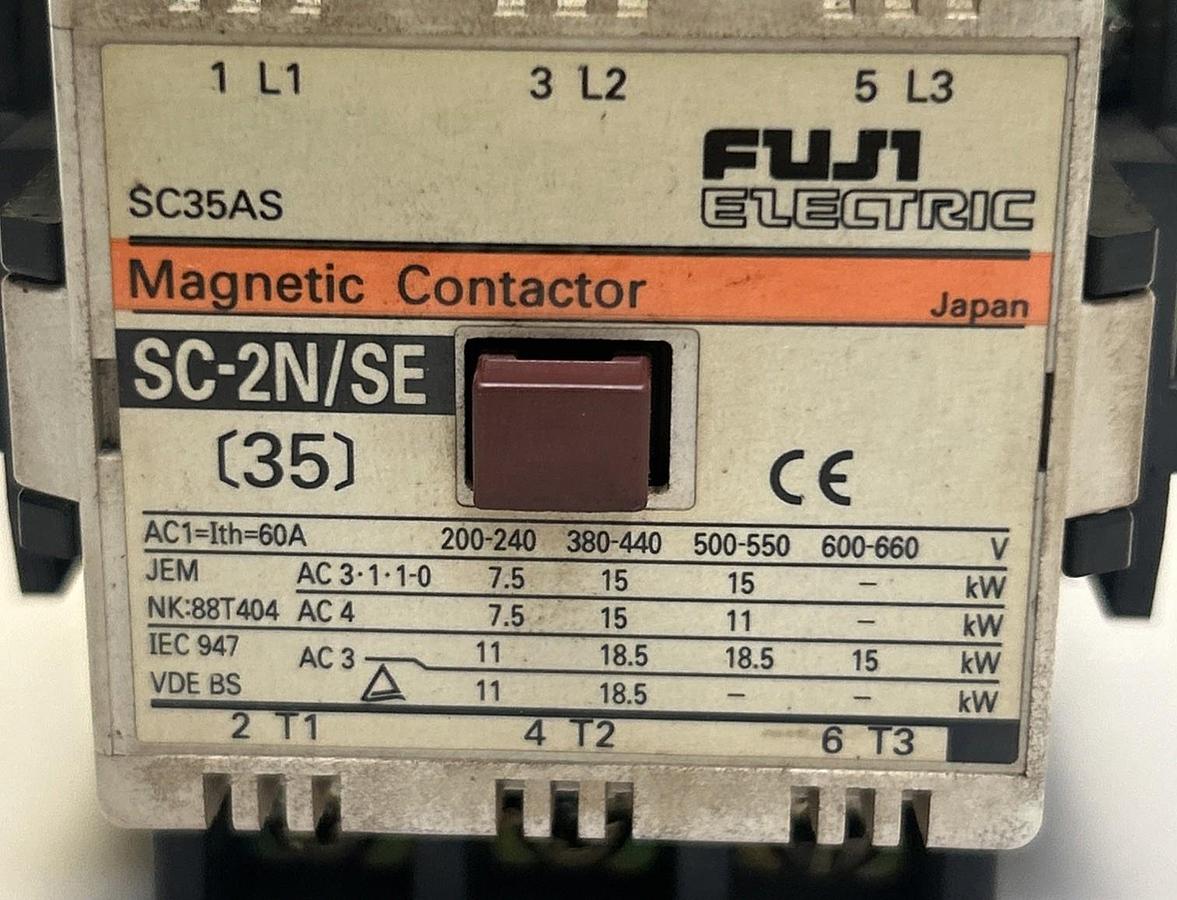 1 L1 3 L2 5 L3
FUJI
ELECTRIC
SC35AS
Magnetic Contactor Japan
SC-2N/SE
(35)
CE
AC1=Ith=60A 200-240 380-440 500-550 600-660 V
JEM AC 3·1·1-0 7.5 15 15 – kW
NK:88T404 AC 4 7.5 15 11 – kW
IEC 947 AC 3 11 18.5 18.5 15 kW
VDE BS 11 18.5 – – kW
2 T1 4 T2 6 T3